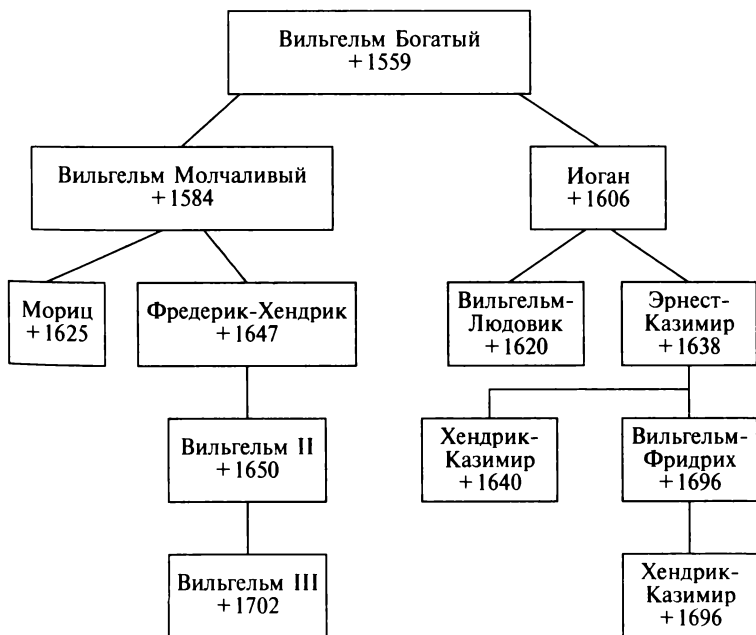 Вильгельм Богатый
+1559
Вильгельм Молчаливый
+1584
Иоган
+1606
Мориц
+1625
Фредерик-Хендрик
+1647
Вильгельм-
Людовик
+1620
Эрнест-
Казимир
+1638
Вильгельм II
+1650
Хендрик-
Казимир
+1640
Вильгельм-
Фридрих
+1696
Вильгельм III
+1702
Хендрик-
Казимир
+1696